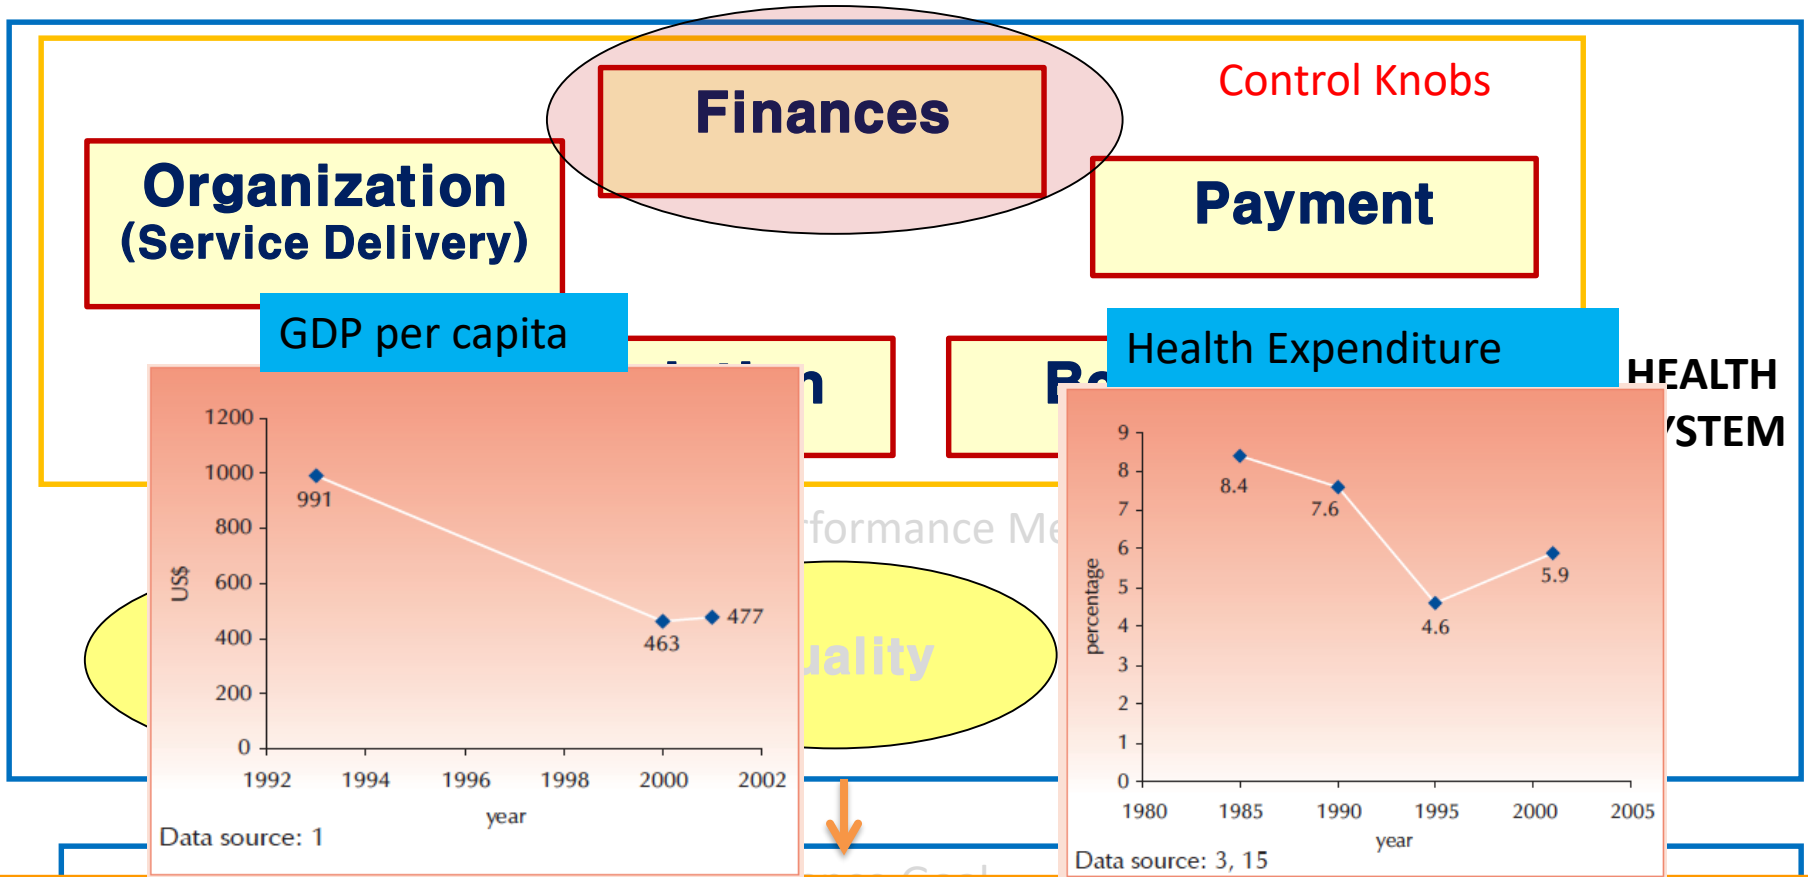 Finances
Control Knobs
Organization
(Service Delivery)
Payment
GDP per capita
Health Expenditure
HEALTH
1200
1000
800
600
400
200
0
US$
991
463
477
1992 1994 1996 1998 2000 2002
year
Data source: 1
9
8
7
6
5
4
3
2
1
0
percentage
8.4
7.6
4.6
5.9
1980 1985 1990 1995 2000 2005
year
Data source: 3, 15